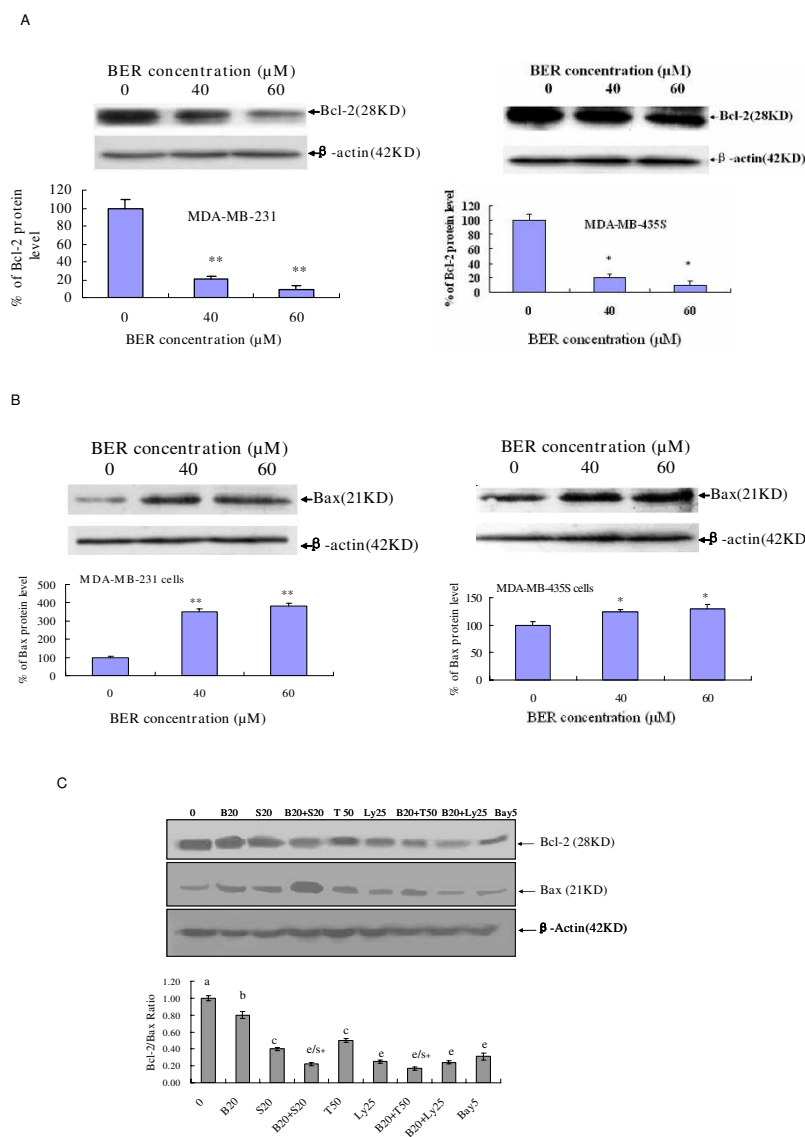 A
BER concentration (µM)
0 40 60
Bcl-2(28KD)
β -actin(42KD)
% of Bcl-2 protein level
120
100
80
60
40
20
0
MDA-MB-231
** **
0 40 60
BER concentration (µM)
BER concentration (µM)
0 40 60
Bcl-2(28KD)
β -actin(42KD)
% of Bcl-2 protein level
120
100
80
60
40
20
0
MDA-MB-435S
* *
0 40 60
BER concentration (µM)
B
BER concentration (µM)
0 40 60
Bax(21KD)
β -actin(42KD)
% of Bax protein level
500
400
300
200
100
0
MDA-MB-231 cells
** **
0 40 60
BER concentration (µM)
BER concentration (µM)
0 40 60
Bax(21KD)
β -actin(42KD)
% of Bax protein level
150
100
50
0
MDA-MB-435S cells
* *
0 40 60
BER concentration (µM)
C
0 B20 S20 B20+S20 T 50 Ly25 B20+T50 B20+Ly25 Bay5
Bcl-2 (28KD)
Bax (21KD)
β-Actin(42KD)
Bcl-2/Bax Ratio
1.20
1.00
0.80
0.60
0.40
0.20
0.00
a b c e/s+ c e e/s+ e e
0 B20 S20 B20+S20 T50 Ly25 B20+T50 B20+Ly25 Bay5